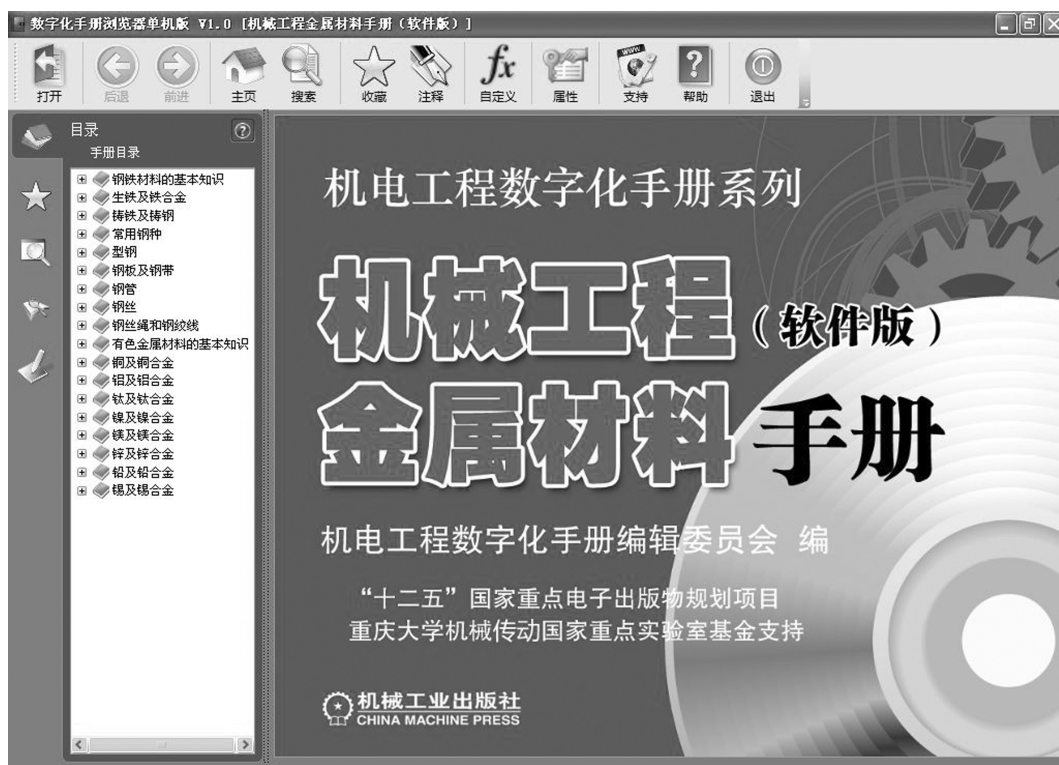 数字化手册浏览器单机版 V1.0 [机械工程金属材料手册（软件版）]
打开 后退 前进 主页 搜索 收藏 注释 自定义 属性 支持 帮助 退出
目录
手册目录
钢铁材料的基本知识
生铁及铁合金
铸铁及铸钢
常用钢种
型钢
钢板及钢带
钢管
钢丝
钢丝绳和钢绞线
有色金属材料的基本知识
铜及铜合金
铝及铝合金
钛及钛合金
镍及镍合金
镁及镁合金
锌及锌合金
铅及铅合金
锡及锡合金
机电工程数字化手册系列
机械工程（软件版）
金属材料手册
机电工程数字化手册编辑委员会 编
“十二五”国家重点电子出版物规划项目
重庆大学机械传动国家重点实验室基金支持
机械工业出版社
CHINA MACHINE PRESS